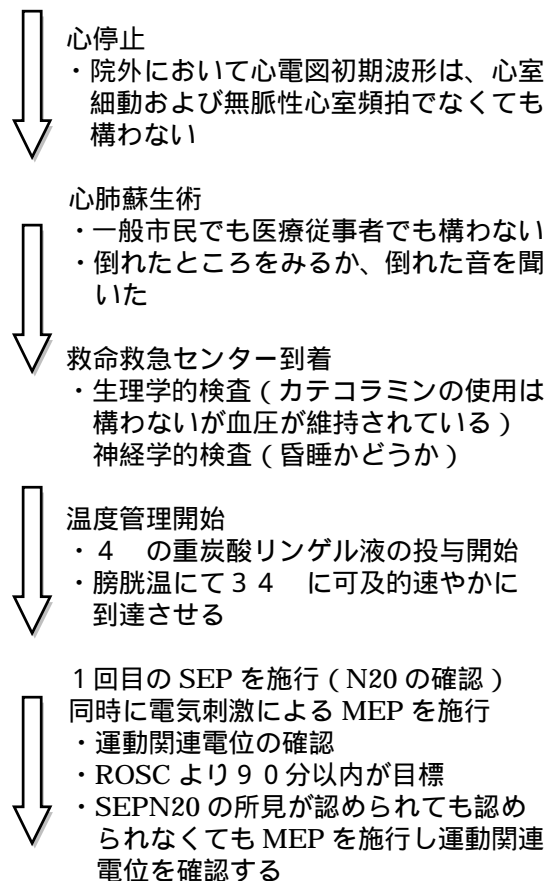 心停止
・院外において心電図初期波形は、心室
細動および無脈性心室頻拍でなくても
構わない
心肺蘇生術
・一般市民でも医療従事者でも構わない
・倒れたところをみるか、倒れた音を聞
いた
救命救急センター到着
・生理学的検査（カテコラミンの使用は
構わないが血圧が維持されている）
神経学的検査（昏睡かどうか）
温度管理開始
・４　の重炭酸リンゲル液の投与開始
・膀胱温にて３４　に可及的速やかに
到達させる
１回目の SEP を施行（N20 の確認）
同時に電気刺激による MEP を施行
・運動関連電位の確認
・ROSC より９０分以内が目標
・SEPN20 の所見が認められても認め
られなくても MEP を施行し運動関連
電位を確認する